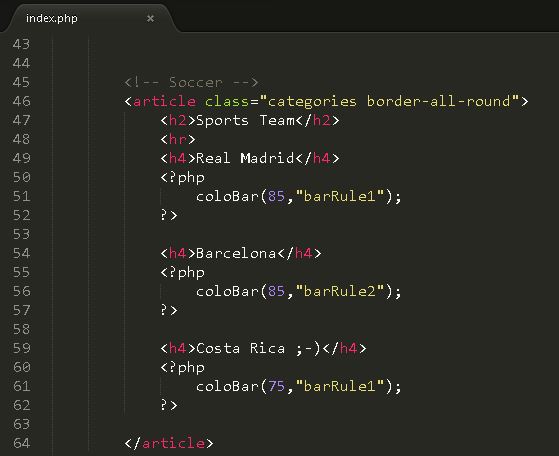 index.php ×
43
44
45 <!-- Soccer -->
46 <article class="categories border-all-round">
47 <h2>Sports Team</h2>
48 <hr>
49 <h4>Real Madrid</h4>
50 <?php
51 coloBar(85,"barRule1");
52 ?>
53
54 <h4>Barcelona</h4>
55 <?php
56 coloBar(85,"barRule2");
57 ?>
58
59 <h4>Costa Rica ;-)</h4>
60 <?php
61 coloBar(75,"barRule1");
62 ?>
63
64 </article>